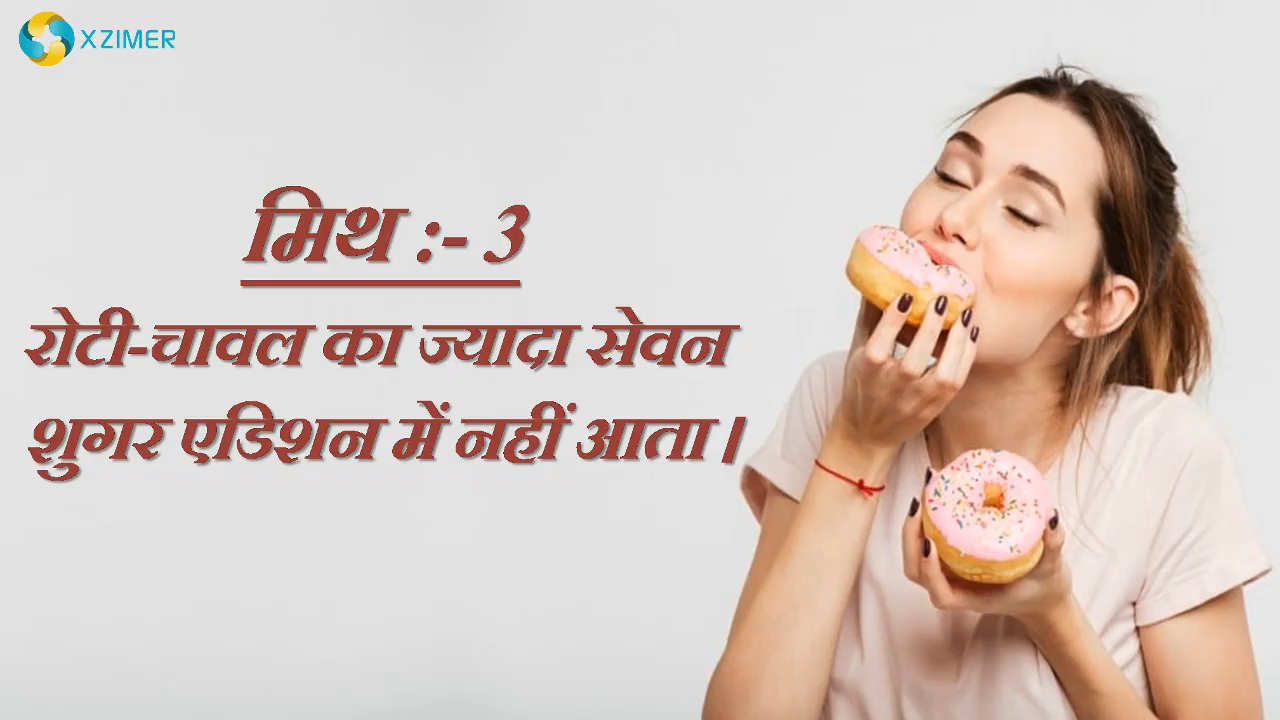 XZIMER
मिथ :- 3
रोटी-चावल का ज्यादा सेवन
शुगर एडिशन में नहीं आता।